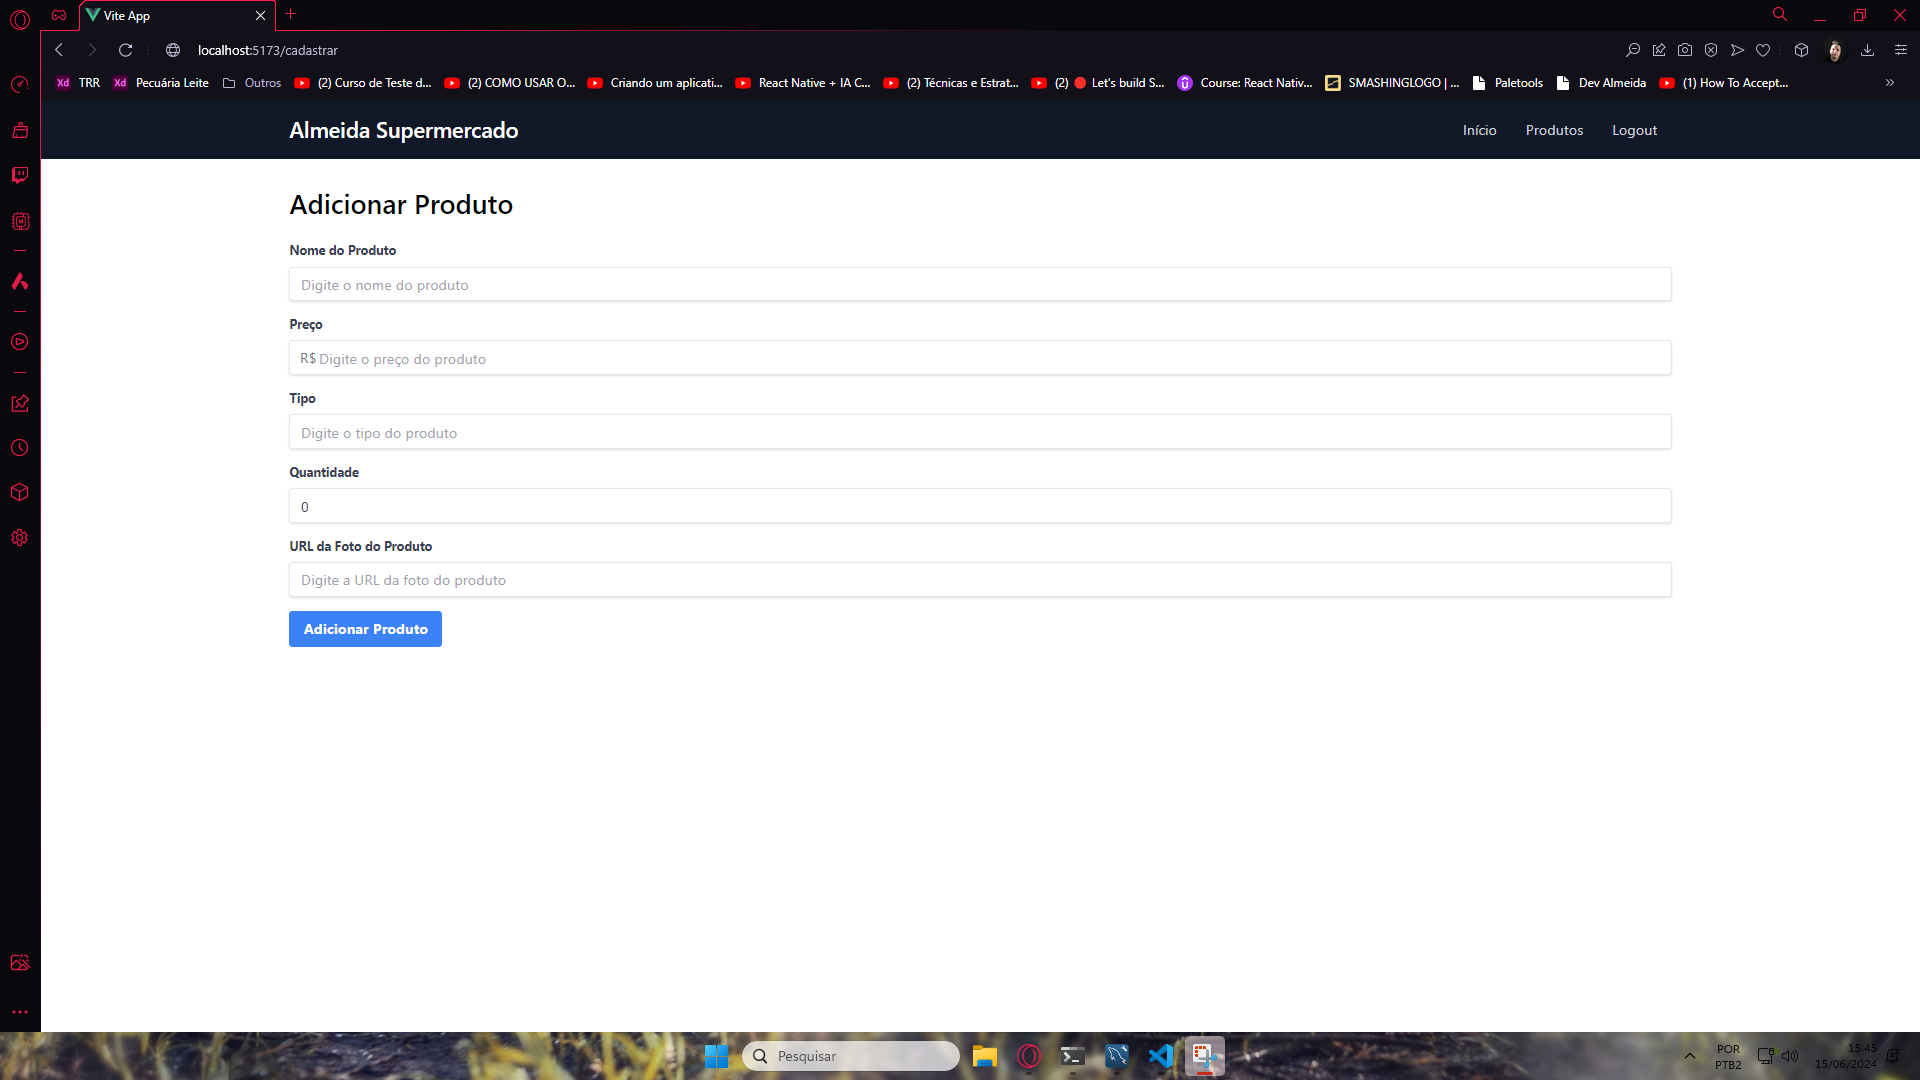 Vite App
localhost:5173/cadastrar
Xd TRR Xd Pecuária Leite Outros (2) Curso de Teste d... (2) COMO USAR O... Criando um aplicati... React Native + IA C... (2) Técnicas e Estrat... (2) 🔴 Let's build S... Course: React Nativ... SMASHINGLOGO | ... Paletools Dev Almeida (1) How To Accept... »
Almeida Supermercado Início Produtos Logout
Adicionar Produto
Nome do Produto
Digite o nome do produto
Preço
R$ Digite o preço do produto
Tipo
Digite o tipo do produto
Quantidade
0
URL da Foto do Produto
Digite a URL da foto do produto
Adicionar Produto
Pesquisar
POR
PTB2
15:45
15/06/2024